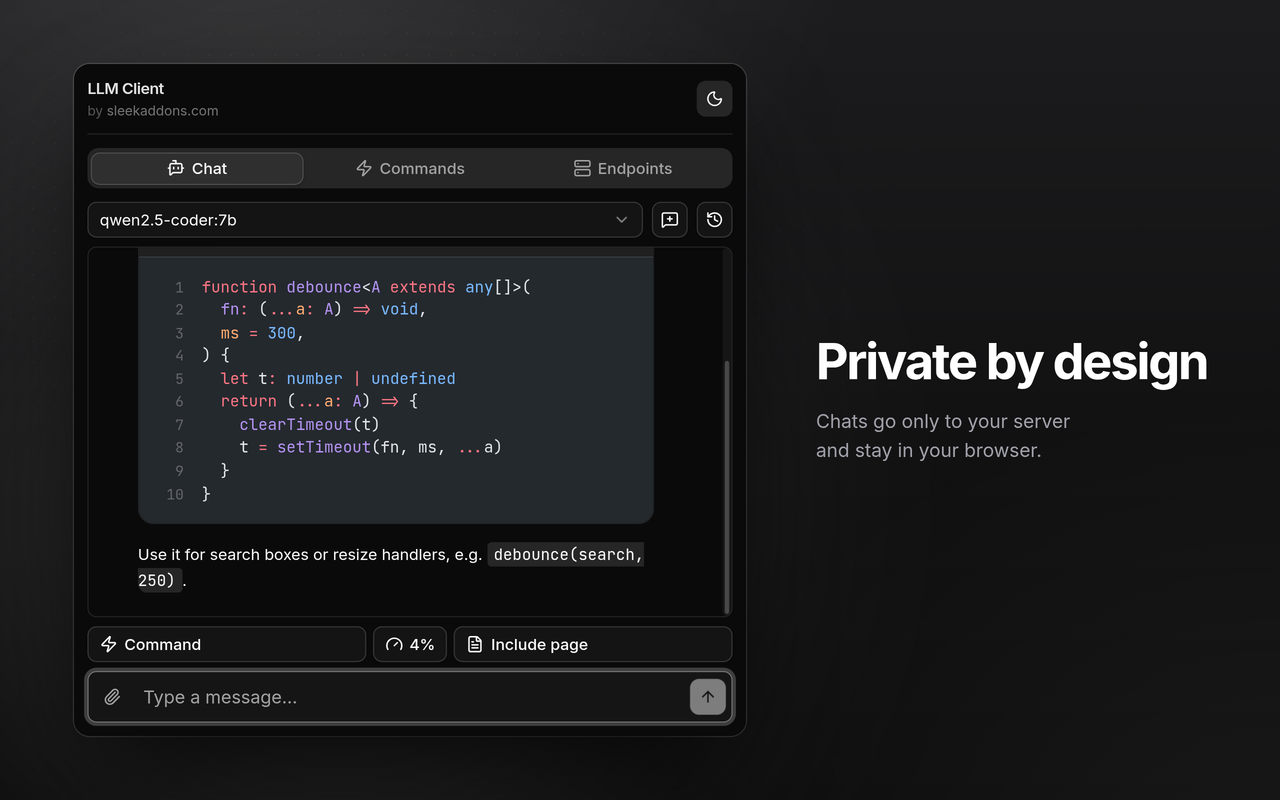 LLM Client
by sleekaddons.com
Chat
Commands
Endpoints
qwen2.5-coder:7b
1 function debounce<A extends any[]>(
2   fn: (...a: A) => void,
3   ms = 300,
4 ) {
5   let t: number | undefined
6   return (...a: A) => {
7     clearTimeout(t)
8     t = setTimeout(fn, ms, ...a)
9   }
10 }
Use it for search boxes or resize handlers, e.g. debounce(search,
250) .
Command
4%
Include page
Type a message...
Private by design
Chats go only to your server
and stay in your browser.